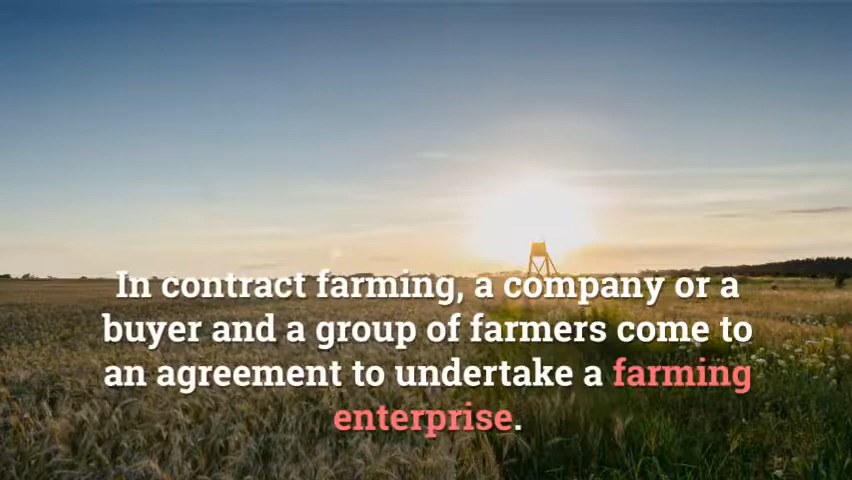 In contract farming, a company or a
buyer and a group of farmers come to
an agreement to undertake a farming
enterprise.